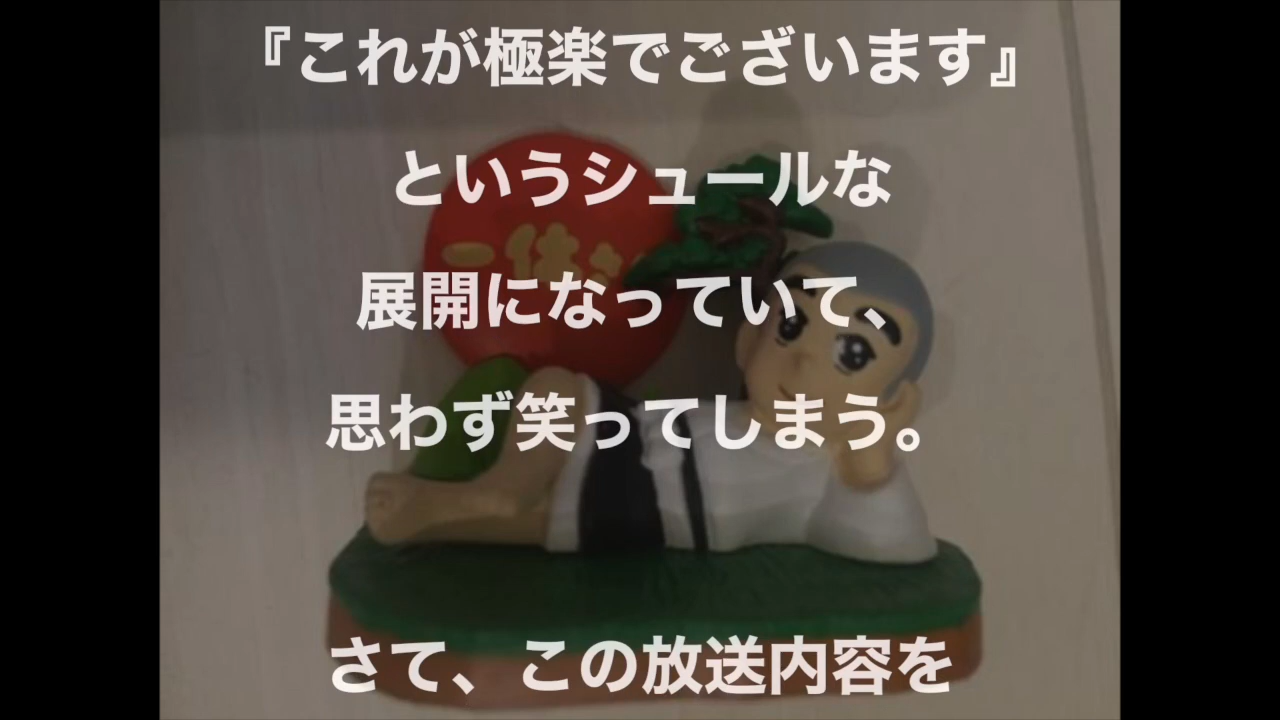 『これが極楽でございます』
というシュールな
展開になっていて、
思わず笑ってしまう。
さて、この放送内容を
一休